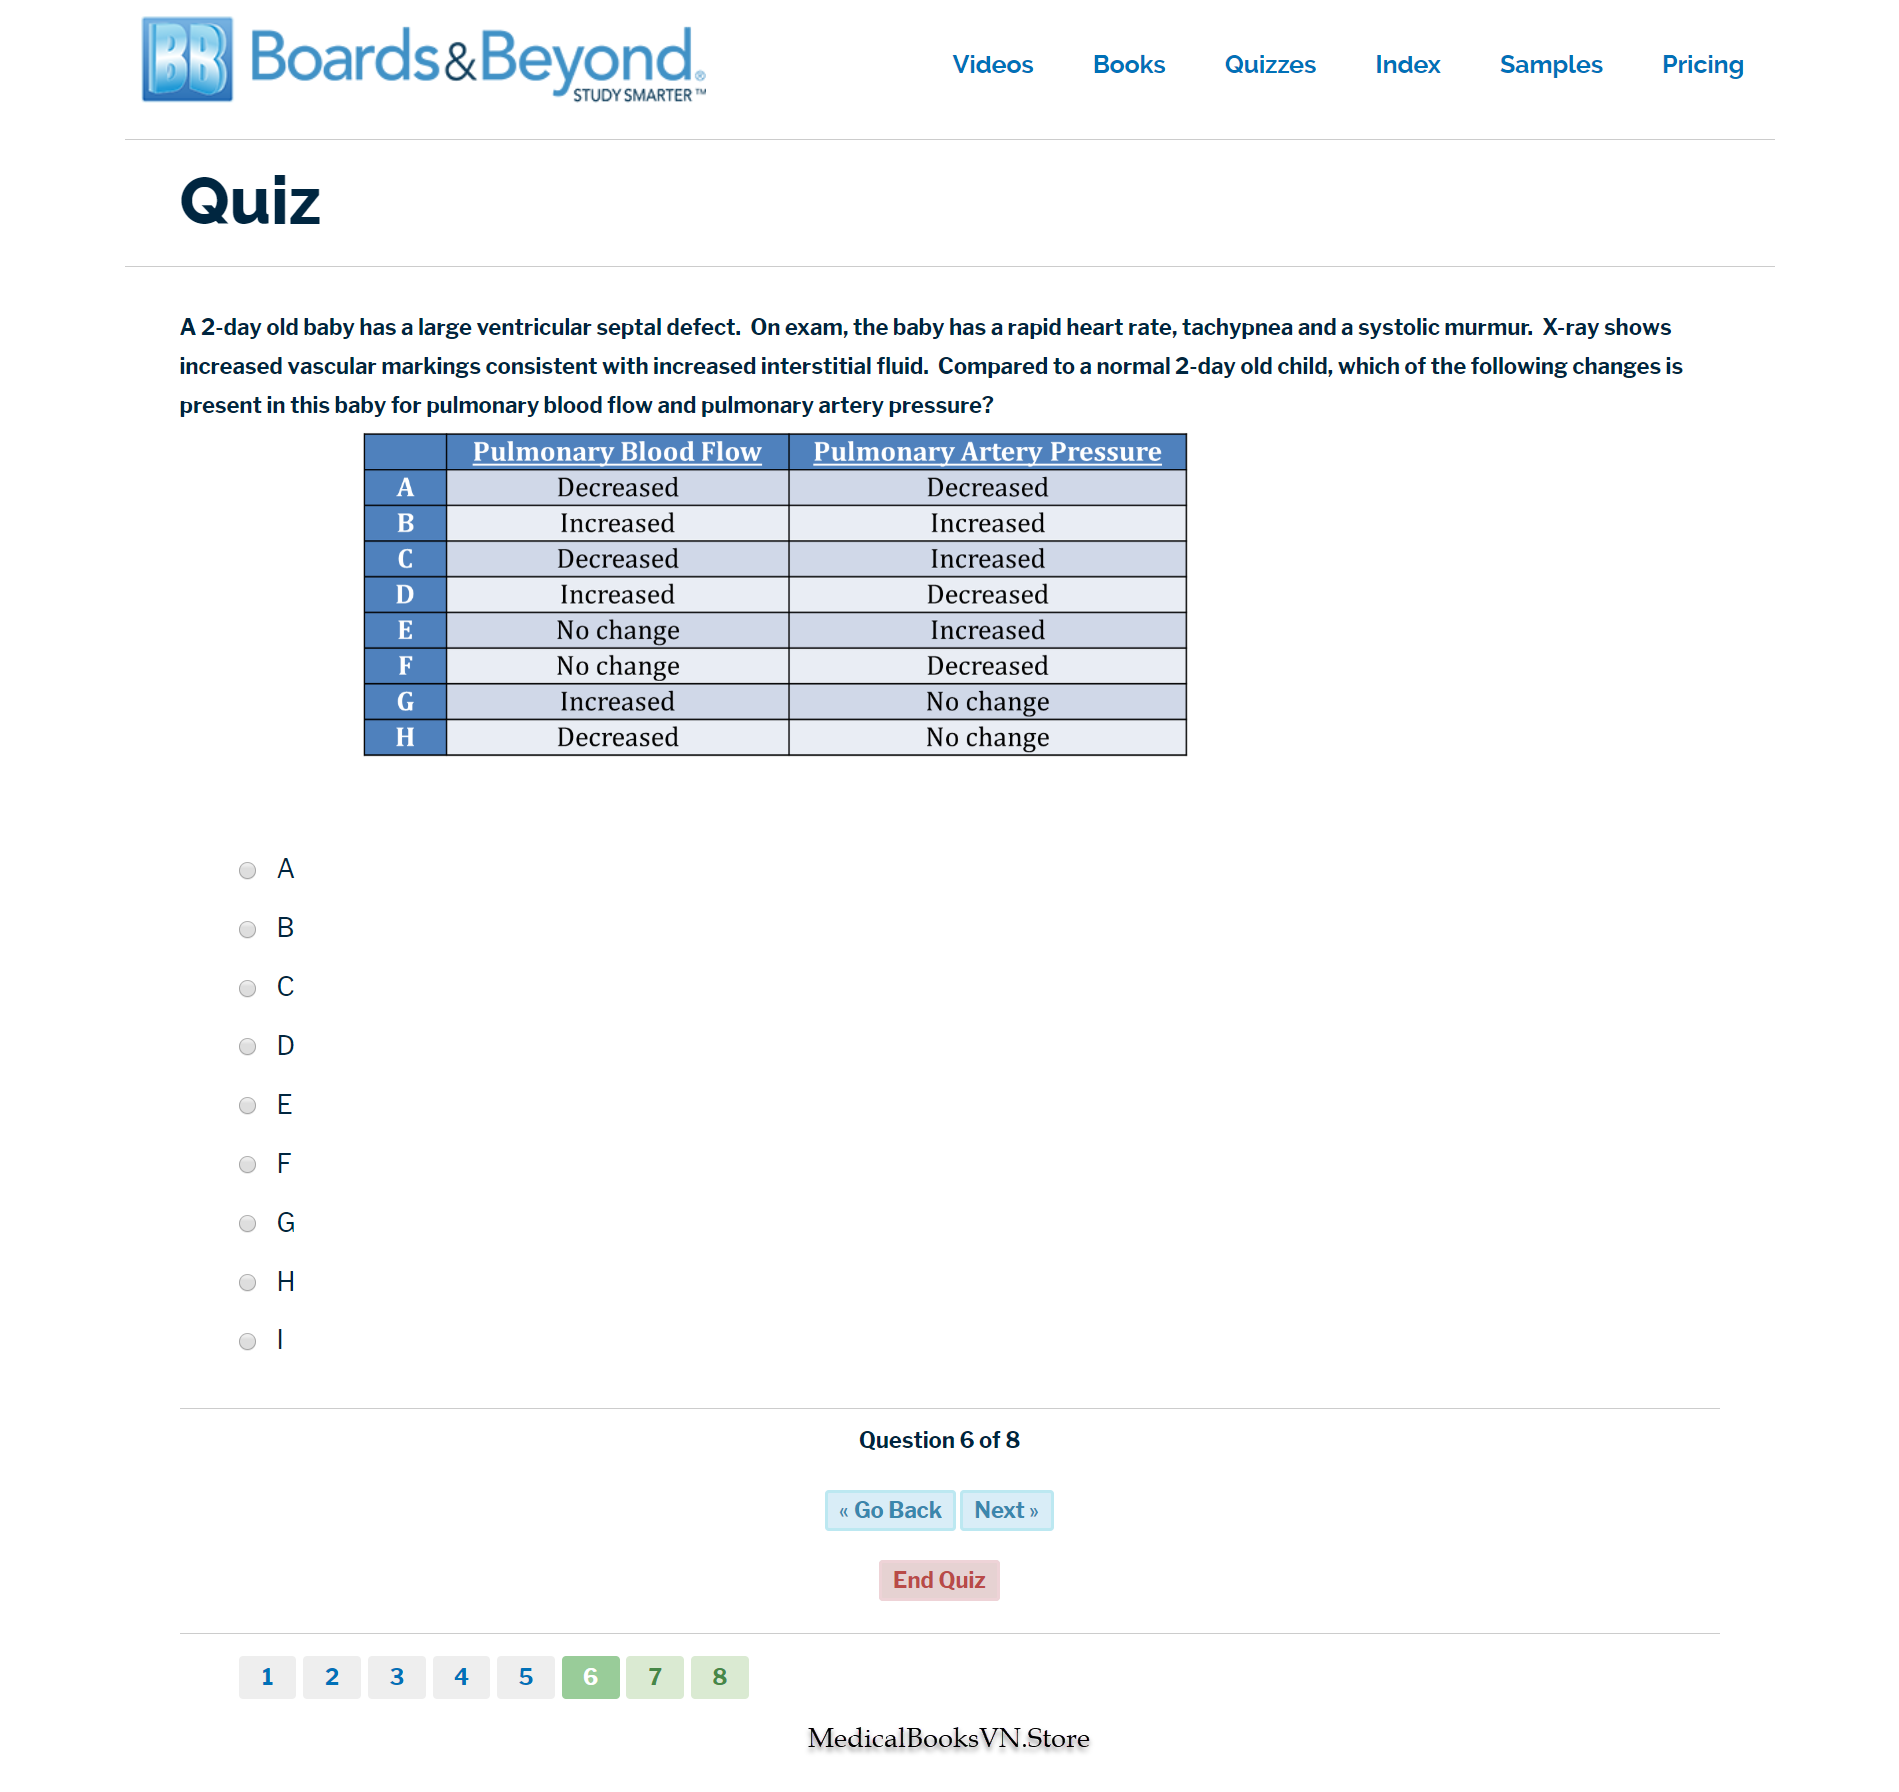 BB Boards&Beyond®
STUDY SMARTER™
Videos Books Quizzes Index Samples Pricing
Quiz
A 2-day old baby has a large ventricular septal defect.  On exam, the baby has a rapid heart rate, tachypnea and a systolic murmur.  X-ray shows
increased vascular markings consistent with increased interstitial fluid.  Compared to a normal 2-day old child, which of the following changes is
present in this baby for pulmonary blood flow and pulmonary artery pressure?
Pulmonary Blood Flow Pulmonary Artery Pressure
A Decreased Decreased
B Increased Increased
C Decreased Increased
D Increased Decreased
E No change Increased
F No change Decreased
G Increased No change
H Decreased No change
A
B
C
D
E
F
G
H
I
Question 6 of 8
« Go Back Next »
End Quiz
1 2 3 4 5 6 7 8
MedicalBooksVN.Store